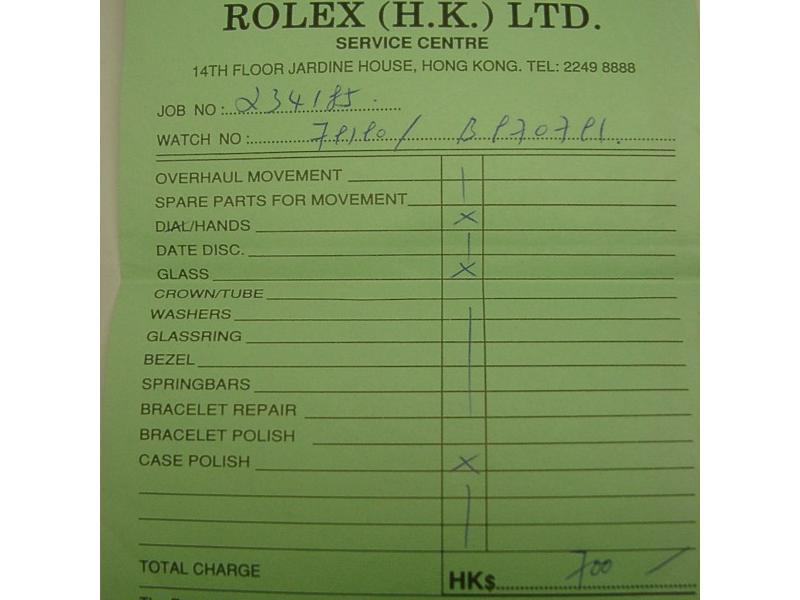 ROLEX (H.K.) LTD.
SERVICE CENTRE
14TH FLOOR JARDINE HOUSE, HONG KONG. TEL: 2249 8888
JOB NO : 234185
WATCH NO :
OVERHAUL MOVEMENT
SPARE PARTS FOR MOVEMENT
DIAL/HANDS X
DATE DISC.
GLASS X
CROWN/TUBE
WASHERS
GLASSRING
BEZEL
SPRINGBARS
BRACELET REPAIR
BRACELET POLISH
CASE POLISH X
TOTAL CHARGE HK$ 700 /